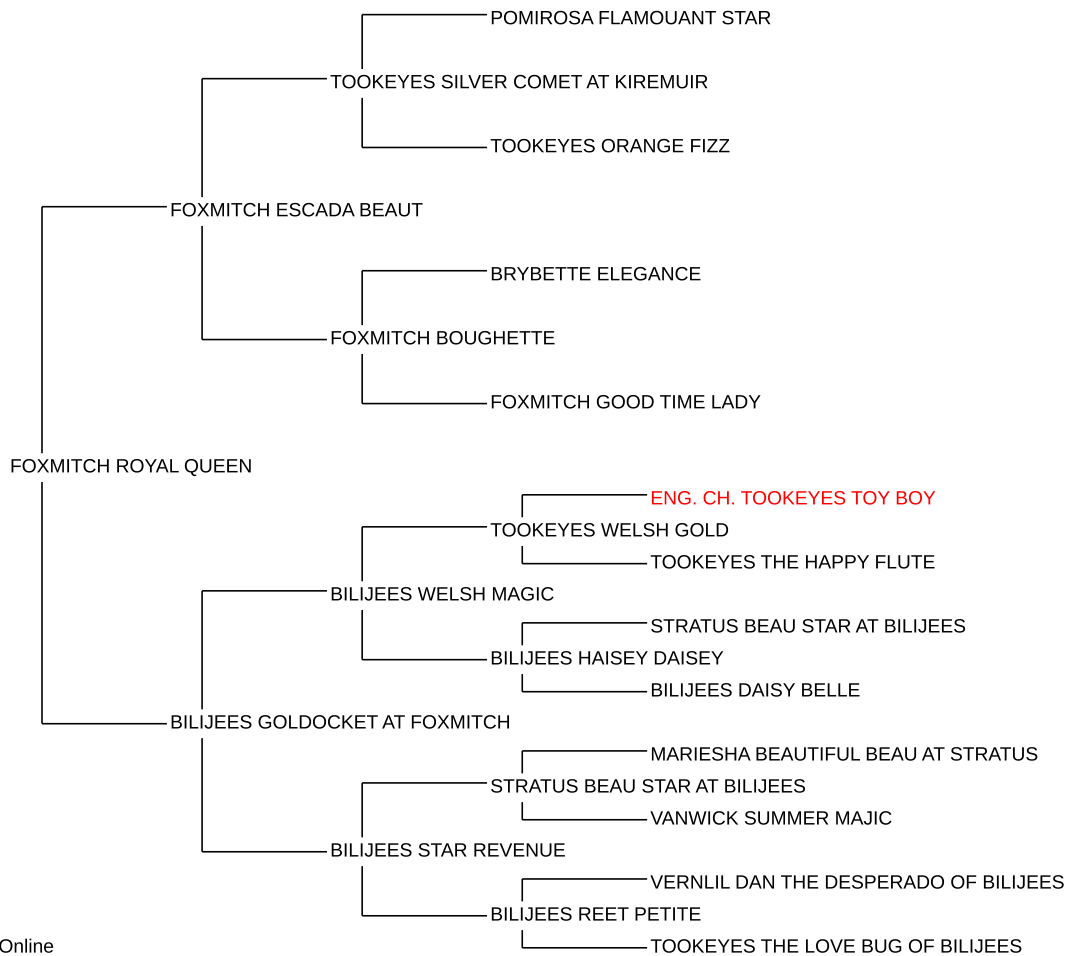 POMIROSA FLAMOUANT STAR
TOOKEYES SILVER COMET AT KIREMUIR
TOOKEYES ORANGE FIZZ
FOXMITCH ESCADA BEAUT
BRYBETTE ELEGANCE
FOXMITCH BOUGHETTE
FOXMITCH GOOD TIME LADY
FOXMITCH ROYAL QUEEN
ENG. CH. TOOKEYES TOY BOY
TOOKEYES WELSH GOLD
TOOKEYES THE HAPPY FLUTE
BILIJEES WELSH MAGIC
STRATUS BEAU STAR AT BILIJEES
BILIJEES HAISEY DAISEY
BILIJEES DAISY BELLE
BILIJEES GOLDOCKET AT FOXMITCH
MARIESHA BEAUTIFUL BEAU AT STRATUS
STRATUS BEAU STAR AT BILIJEES
VANWICK SUMMER MAJIC
BILIJEES STAR REVENUE
VERNLIL DAN THE DESPERADO OF BILIJEES
BILIJEES REET PETITE
TOOKEYES THE LOVE BUG OF BILIJEES
Online